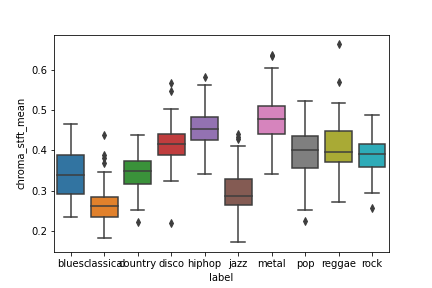 0.6
0.5
0.4
0.3
0.2
chroma_stft_mean
blues classical country disco hiphop jazz metal pop reggae rock
label